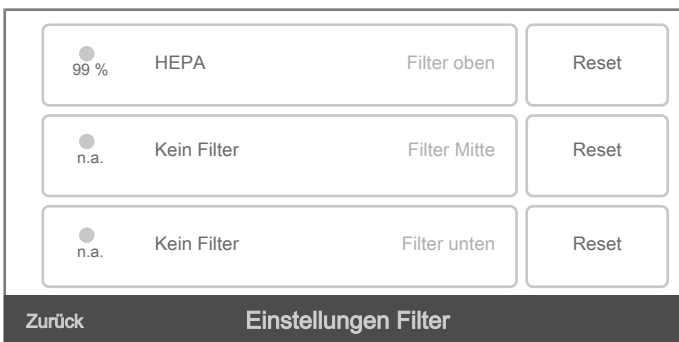 99 % HEPA Filter oben Reset
n.a. Kein Filter Filter Mitte Reset
n.a. Kein Filter Filter unten Reset
Zurück Einstellungen Filter